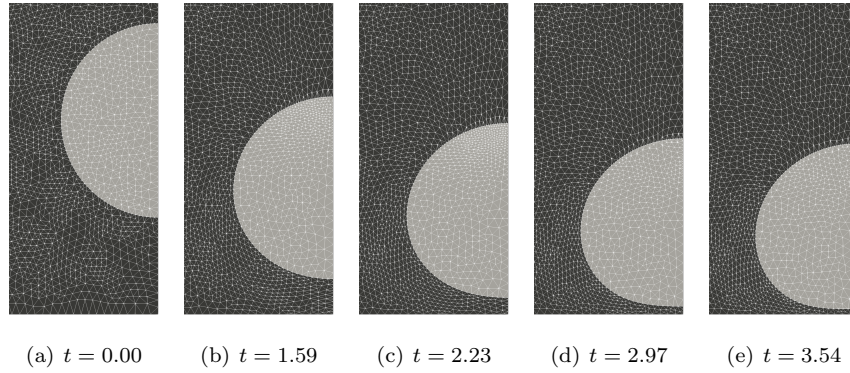 (a) t = 0.00 (b) t = 1.59 (c) t = 2.23 (d) t = 2.97 (e) t = 3.54